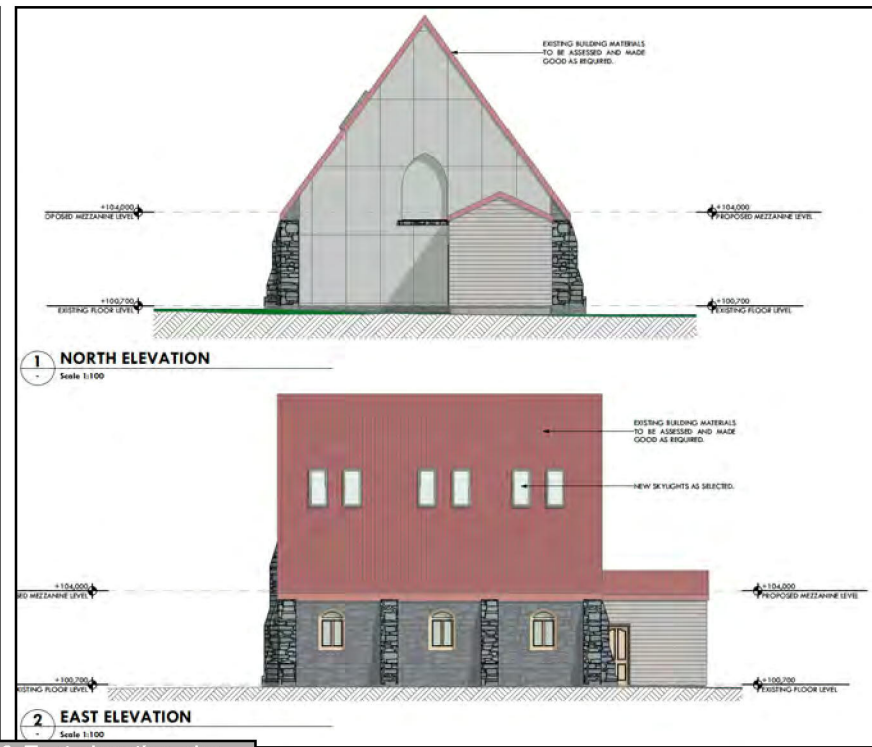 EXISTING BUILDING MATERIALS
TO BE ASSESSED AND MADE
GOOD AS REQUIRED.
+104,000
OPOSED MEZZANINE LEVEL
+104,000
PROPOSED MEZZANINE LEVEL
+100,700
EXISTING FLOOR LEVEL
+100,700
EXISTING FLOOR LEVEL
1 NORTH ELEVATION
- Scale 1:100
EXISTING BUILDING MATERIALS
TO BE ASSESSED AND MADE
GOOD AS REQUIRED.
NEW SKYLIGHTS AS SELECTED.
+104,000
ED MEZZANINE LEVEL
+104,000
PROPOSED MEZZANINE LEVEL
+100,700
XISTING FLOOR LEVEL
+100,700
EXISTING FLOOR LEVEL
2 EAST ELEVATION
- Scale 1:100